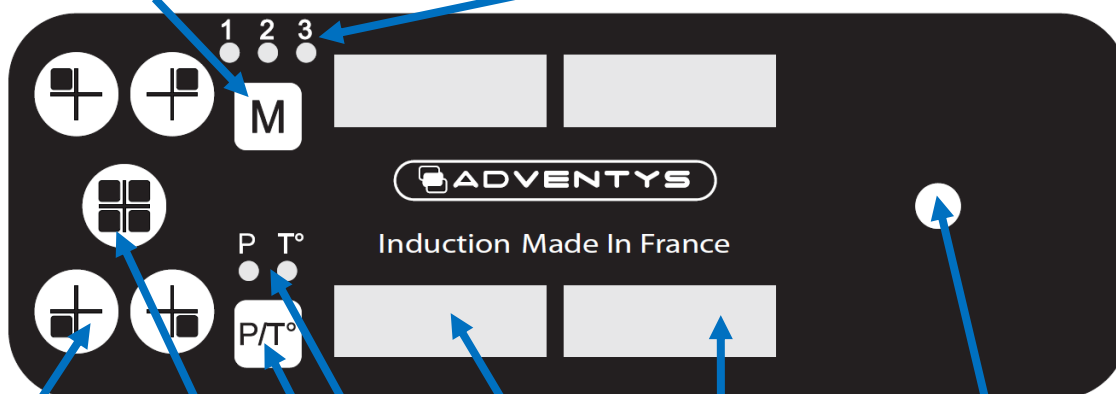 1 2 3
M
ADVENTYS
P T°
Induction Made In France
P/T°